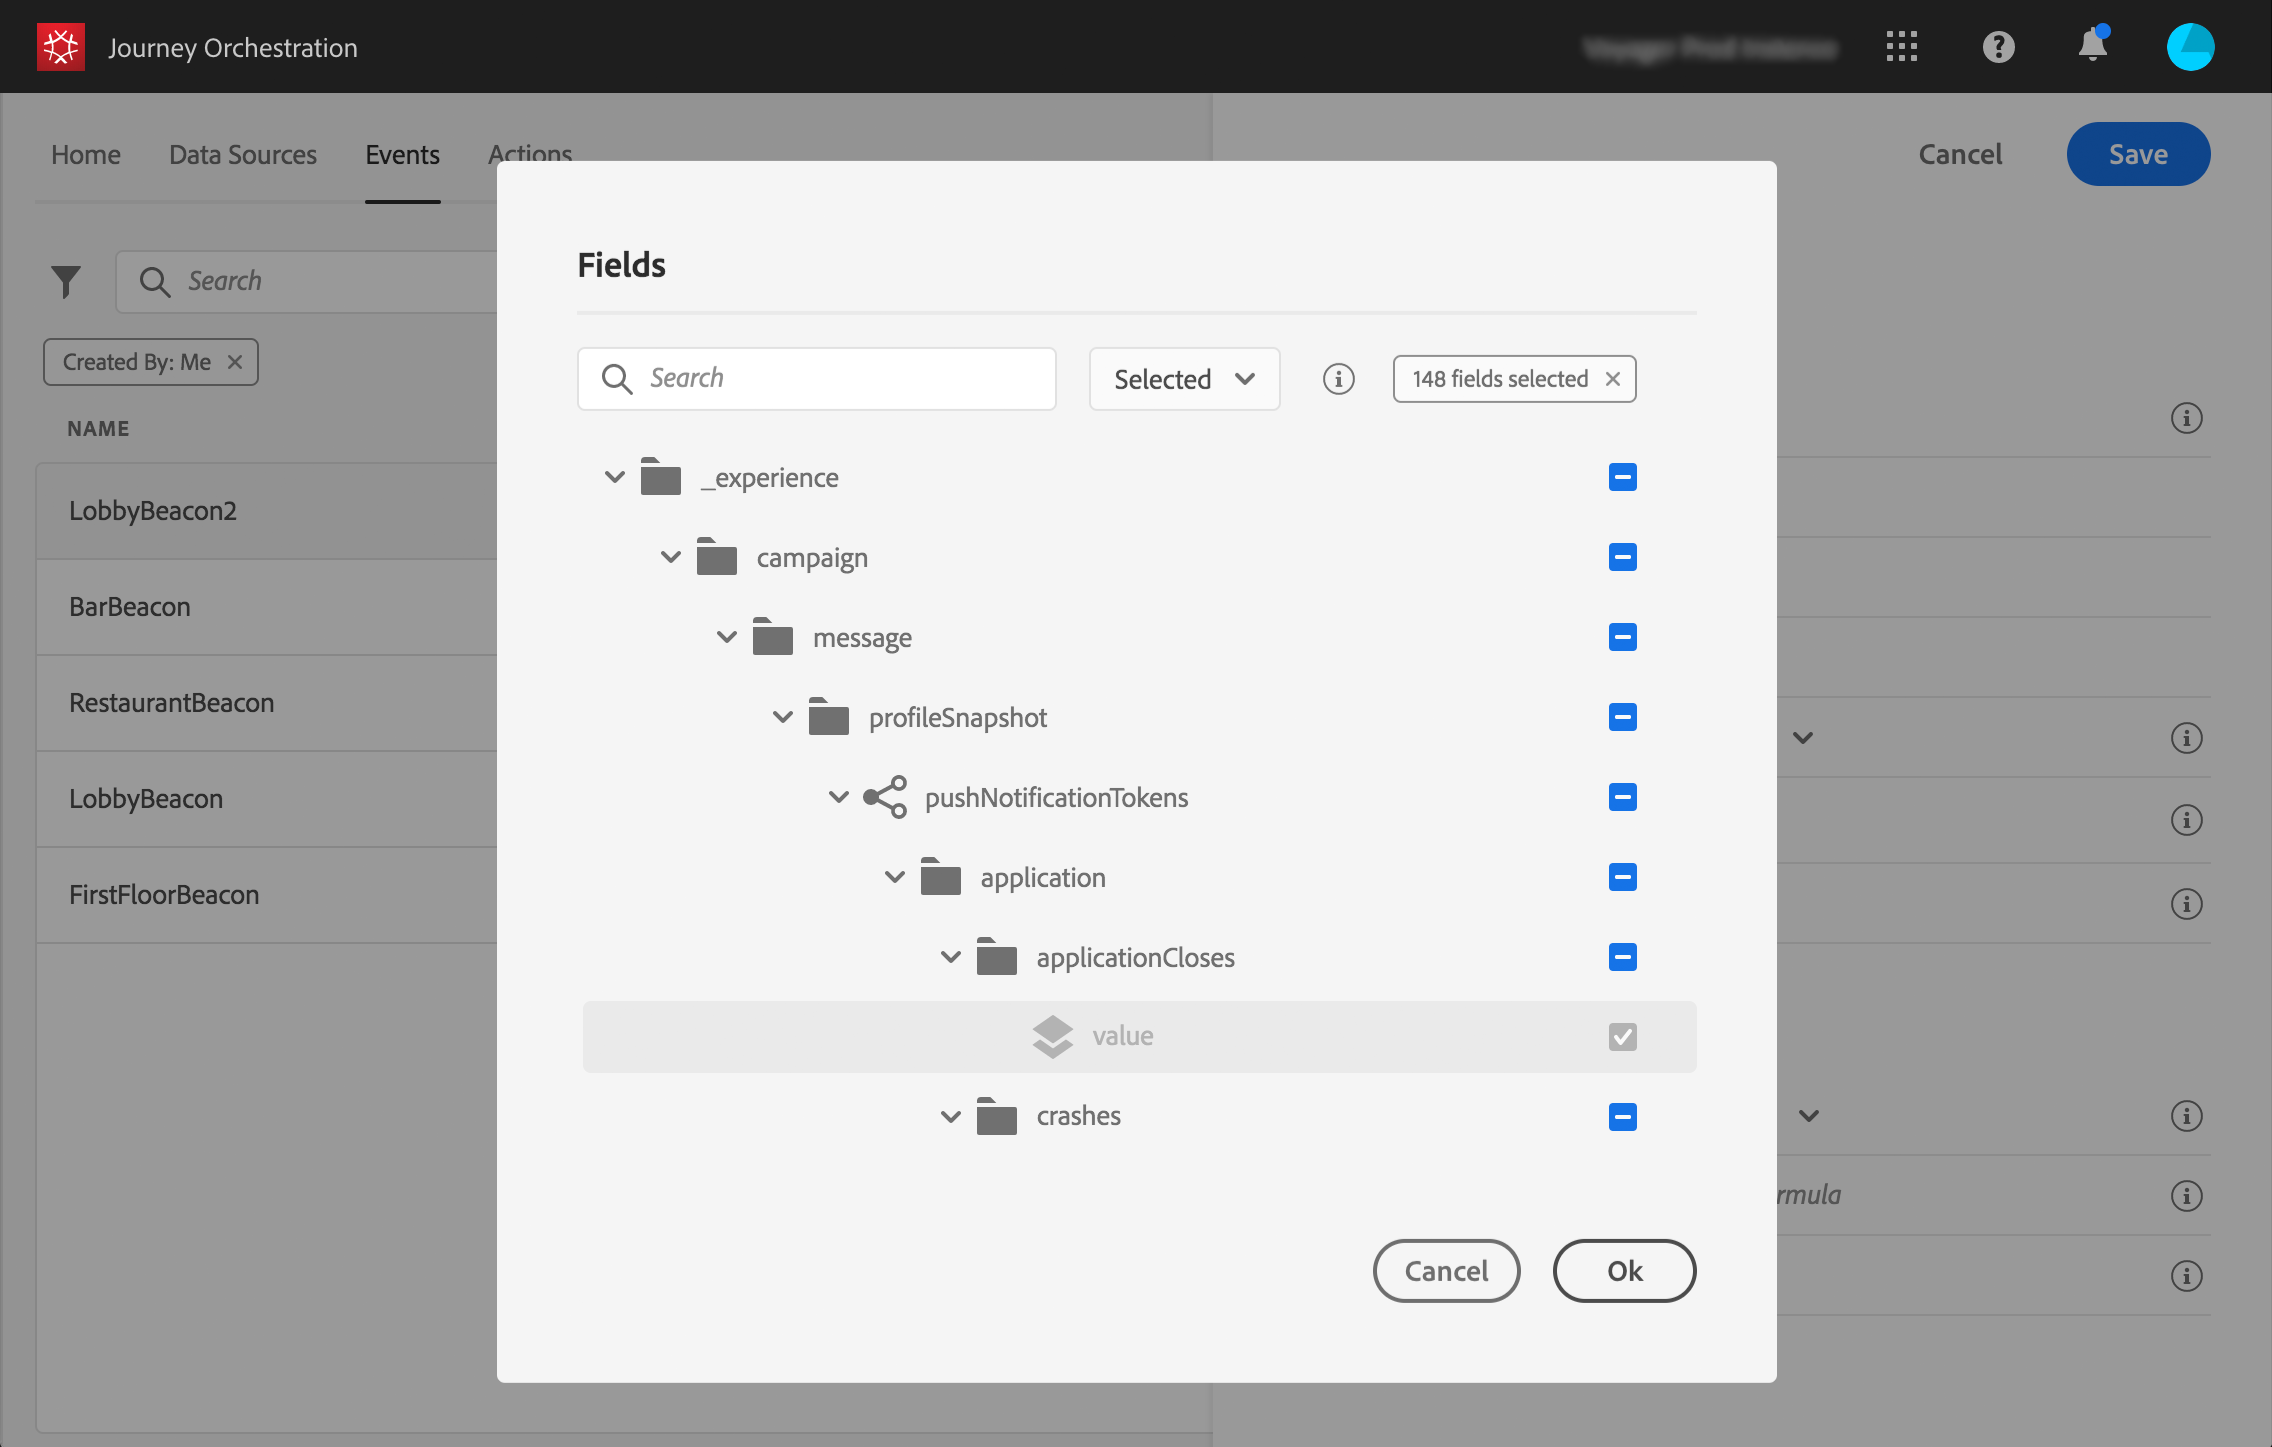 Journey Orchestration
Home Data Sources Events Actions
Cancel Save
Search
Created By: Me
NAME
LobbyBeacon2
BarBeacon
RestaurantBeacon
LobbyBeacon
FirstFloorBeacon
Fields
Search Selected 148 fields selected
_experience
campaign
message
profileSnapshot
pushNotificationTokens
application
applicationCloses
value
crashes
Cancel Ok
rmula